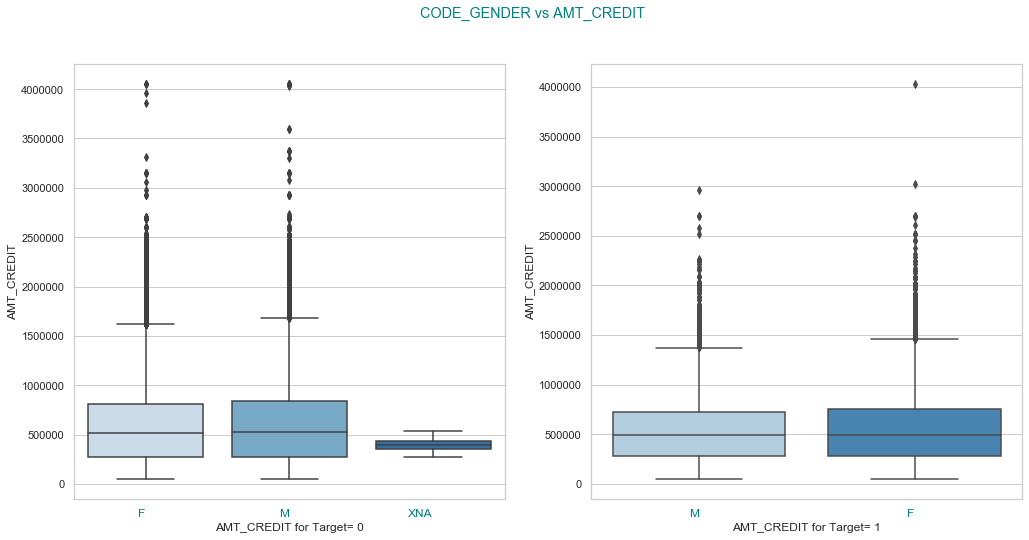 CODE_GENDER vs AMT_CREDIT
AMT_CREDIT
4000000
3500000
3000000
2500000
2000000
1500000
1000000
500000
0
F M XNA
AMT_CREDIT for Target= 0
AMT_CREDIT
4000000
3500000
3000000
2500000
2000000
1500000
1000000
500000
0
M F
AMT_CREDIT for Target= 1